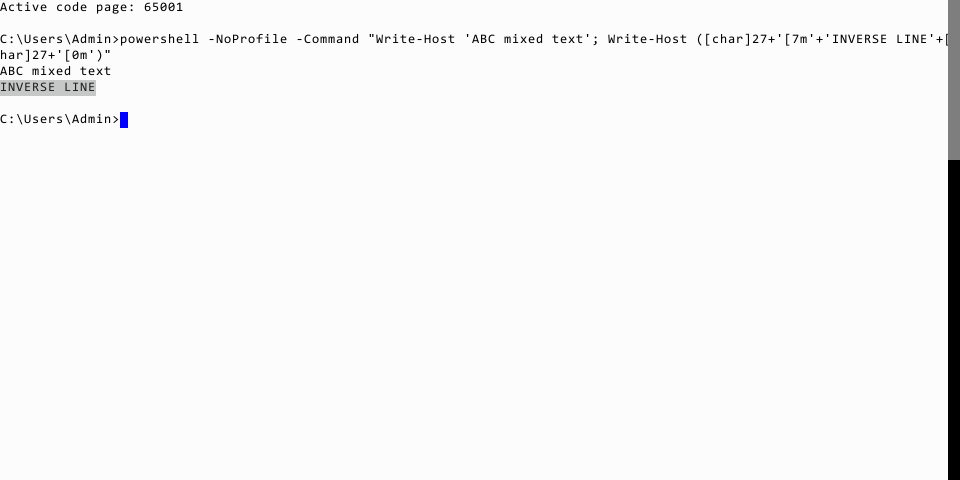 Active code page: 65001
C:\Users\Admin>powershell -NoProfile -Command "Write-Host 'ABC mixed text'; Write-Host ([char]27+'[7m'+'INVERSE LINE'+[
har]27+'[0m')"
ABC mixed text
INVERSE LINE
C:\Users\Admin>